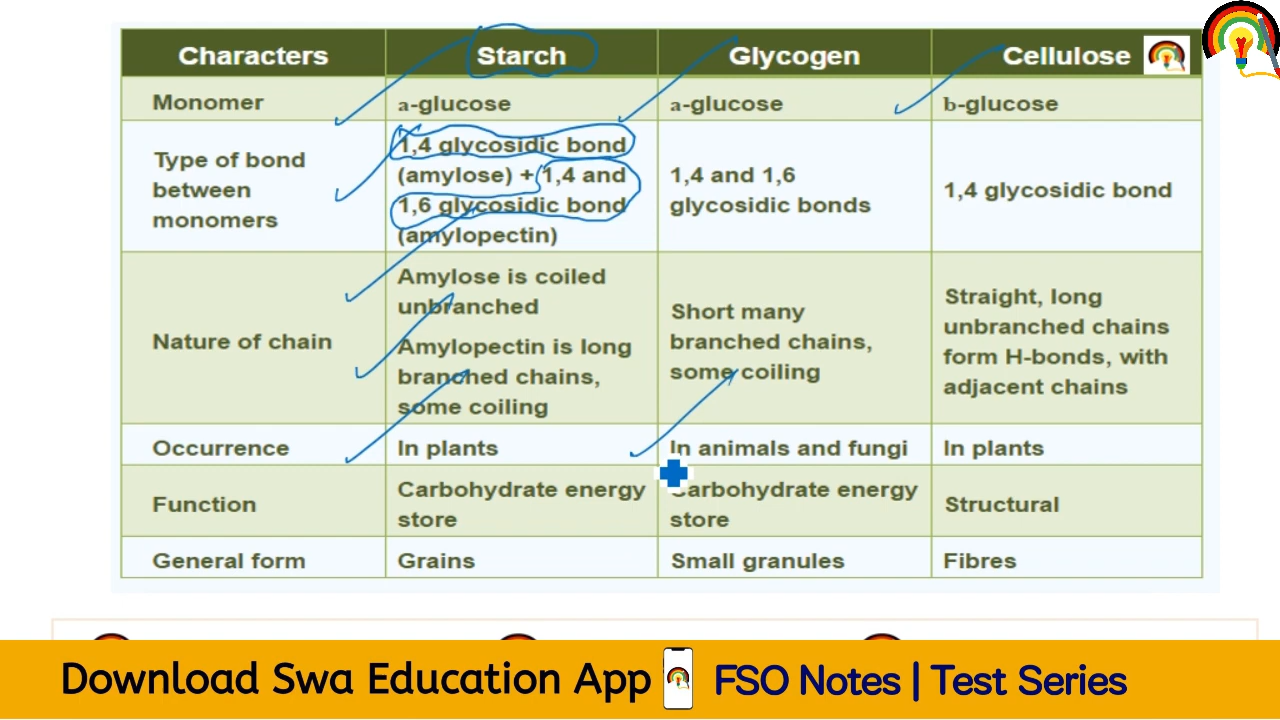 Characters Starch Glycogen Cellulose
Monomer a-glucose a-glucose b-glucose
Type of bond
between
monomers
1,4 glycosidic bond
(amylose) + 1,4 and
1,6 glycosidic bond
(amylopectin)
1,4 and 1,6
glycosidic bonds
1,4 glycosidic bond
Nature of chain
Amylose is coiled
unbranched
Amylopectin is long
branched chains,
some coiling
Short many
branched chains,
some coiling
Straight, long
unbranched chains
form H-bonds, with
adjacent chains
Occurrence In plants In animals and fungi In plants
Function
Carbohydrate energy
store
Carbohydrate energy
store
Structural
General form Grains Small granules Fibres
Download Swa Education App FSO Notes | Test Series